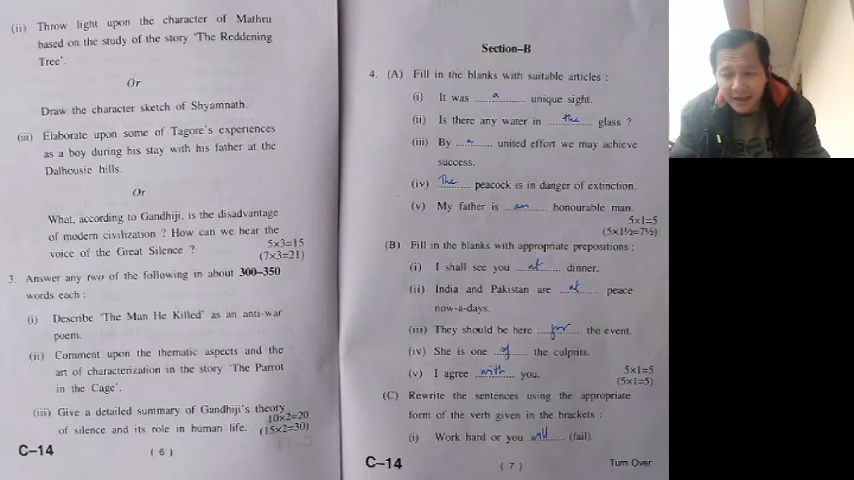 (ii) Throw light upon the character of Mathru
based on the study of the story 'The Reddening
Tree'.
Or
Draw the character sketch of Shyamnath.
(iii) Elaborate upon some of Tagore's experiences
as a boy during his stay with his father at the
Dalhousie hills.
Or
What, according to Gandhiji, is the disadvantage
of modern civilization ? How can we hear the
voice of the Great Silence ? 5×3=15
(7×3=21)
3. Answer any two of the following in about 300-350
words each :
(i) Describe 'The Man He Killed' as an anti-war
poem.
(ii) Comment upon the thematic aspects and the
art of characterization in the story 'The Parrot
in the Cage'.
(iii) Give a detailed summary of Gandhiji's theory
of silence and its role in human life. 10×2=20
(15×2=30)
C-14 ( 6 )
Section-B
4. (A) Fill in the blanks with suitable articles :
(i) It was ....a.... unique sight.
(ii) Is there any water in ....the.... glass ?
(iii) By ....a.... united effort we may achieve
success.
(iv) ....The.... peacock is in danger of extinction.
(v) My father is ....an.... honourable man.
5×1=5
(5×1½=7½)
(B) Fill in the blanks with appropriate prepositions :
(i) I shall see you ....at.... dinner.
(ii) India and Pakistan are ....at.... peace
now-a-days.
(iii) They should be here ....for.... the event.
(iv) She is one ....of.... the culprits.
(v) I agree ....with.... you. 5×1=5
(5×1=5)
(C) Rewrite the sentences using the appropriate
form of the verb given in the brackets :
(i) Work hard or you ....will.... (fail).
C-14 ( 7 ) Turn Over